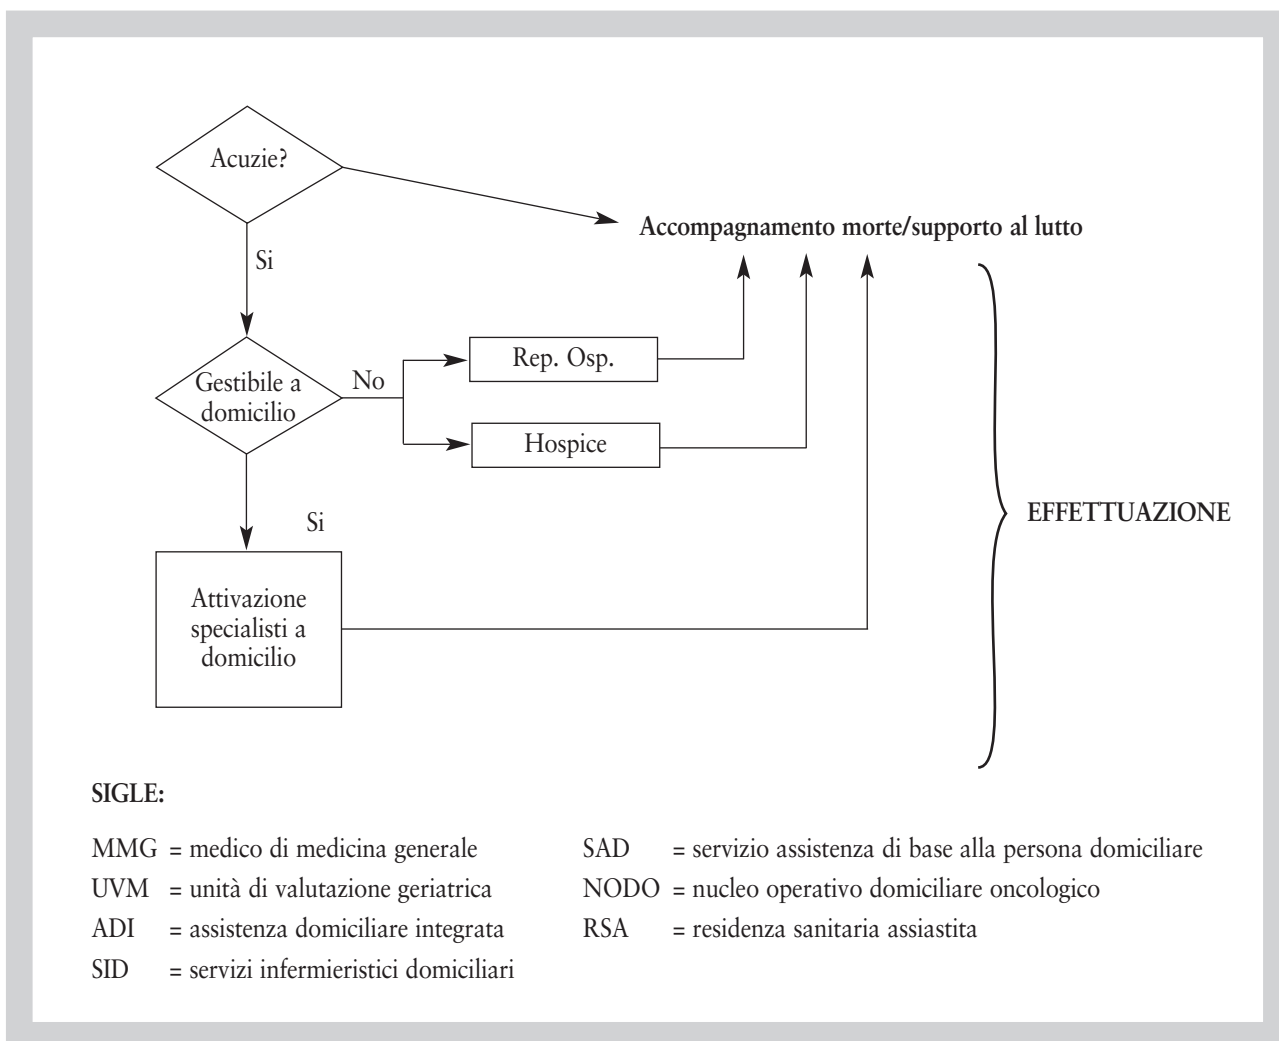 Acuzie?
Accompagnamento morte/supporto al lutto
Si
Gestibile a
domicilio
No
Rep. Osp.
Hospice
EFFETTUAZIONE
Si
Attivazione
specialisti a
domicilio
SIGLE:
MMG = medico di medicina generale
UVM = unità di valutazione geriatrica
ADI = assistenza domiciliare integrata
SID = servizi infermieristici domiciliari
SAD = servizio assistenza di base alla persona domiciliare
NODO = nucleo operativo domiciliare oncologico
RSA = residenza sanitaria assiastita